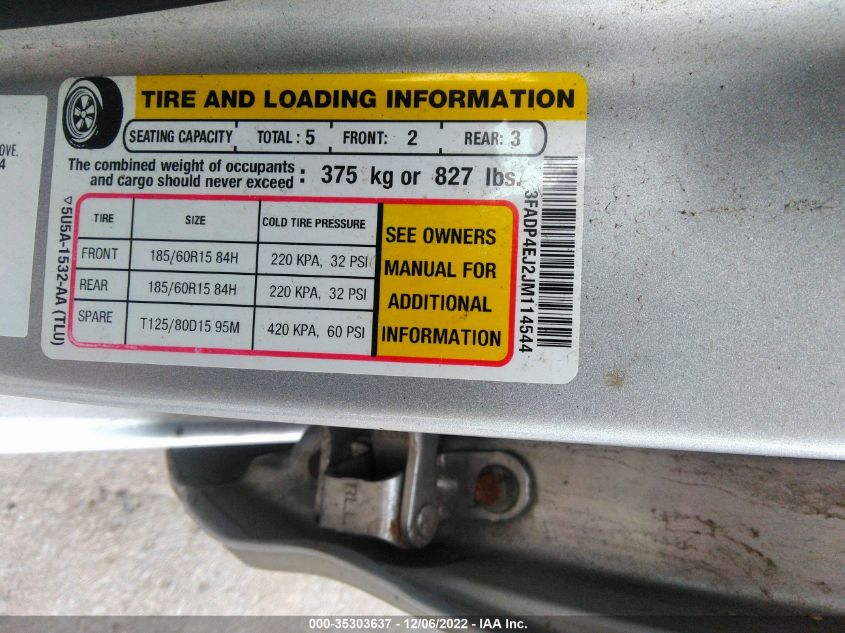 OVE.
4
TIRE AND LOADING INFORMATION
SEATING CAPACITY TOTAL: 5 FRONT: 2 REAR: 3
The combined weight of occupants
and cargo should never exceed : 375 kg or 827 lbs.
TIRE SIZE COLD TIRE PRESSURE
FRONT 185/60R15 84H 220 KPA, 32 PSI
REAR 185/60R15 84H 220 KPA, 32 PSI
SPARE T125/80D15 95M 420 KPA, 60 PSI
SEE OWNERS
MANUAL FOR
ADDITIONAL
INFORMATION
▽5U5A-1532-AA (TLU)
3FADP4EJ2JM114544
000-35303637 - 12/06/2022 - IAA Inc.